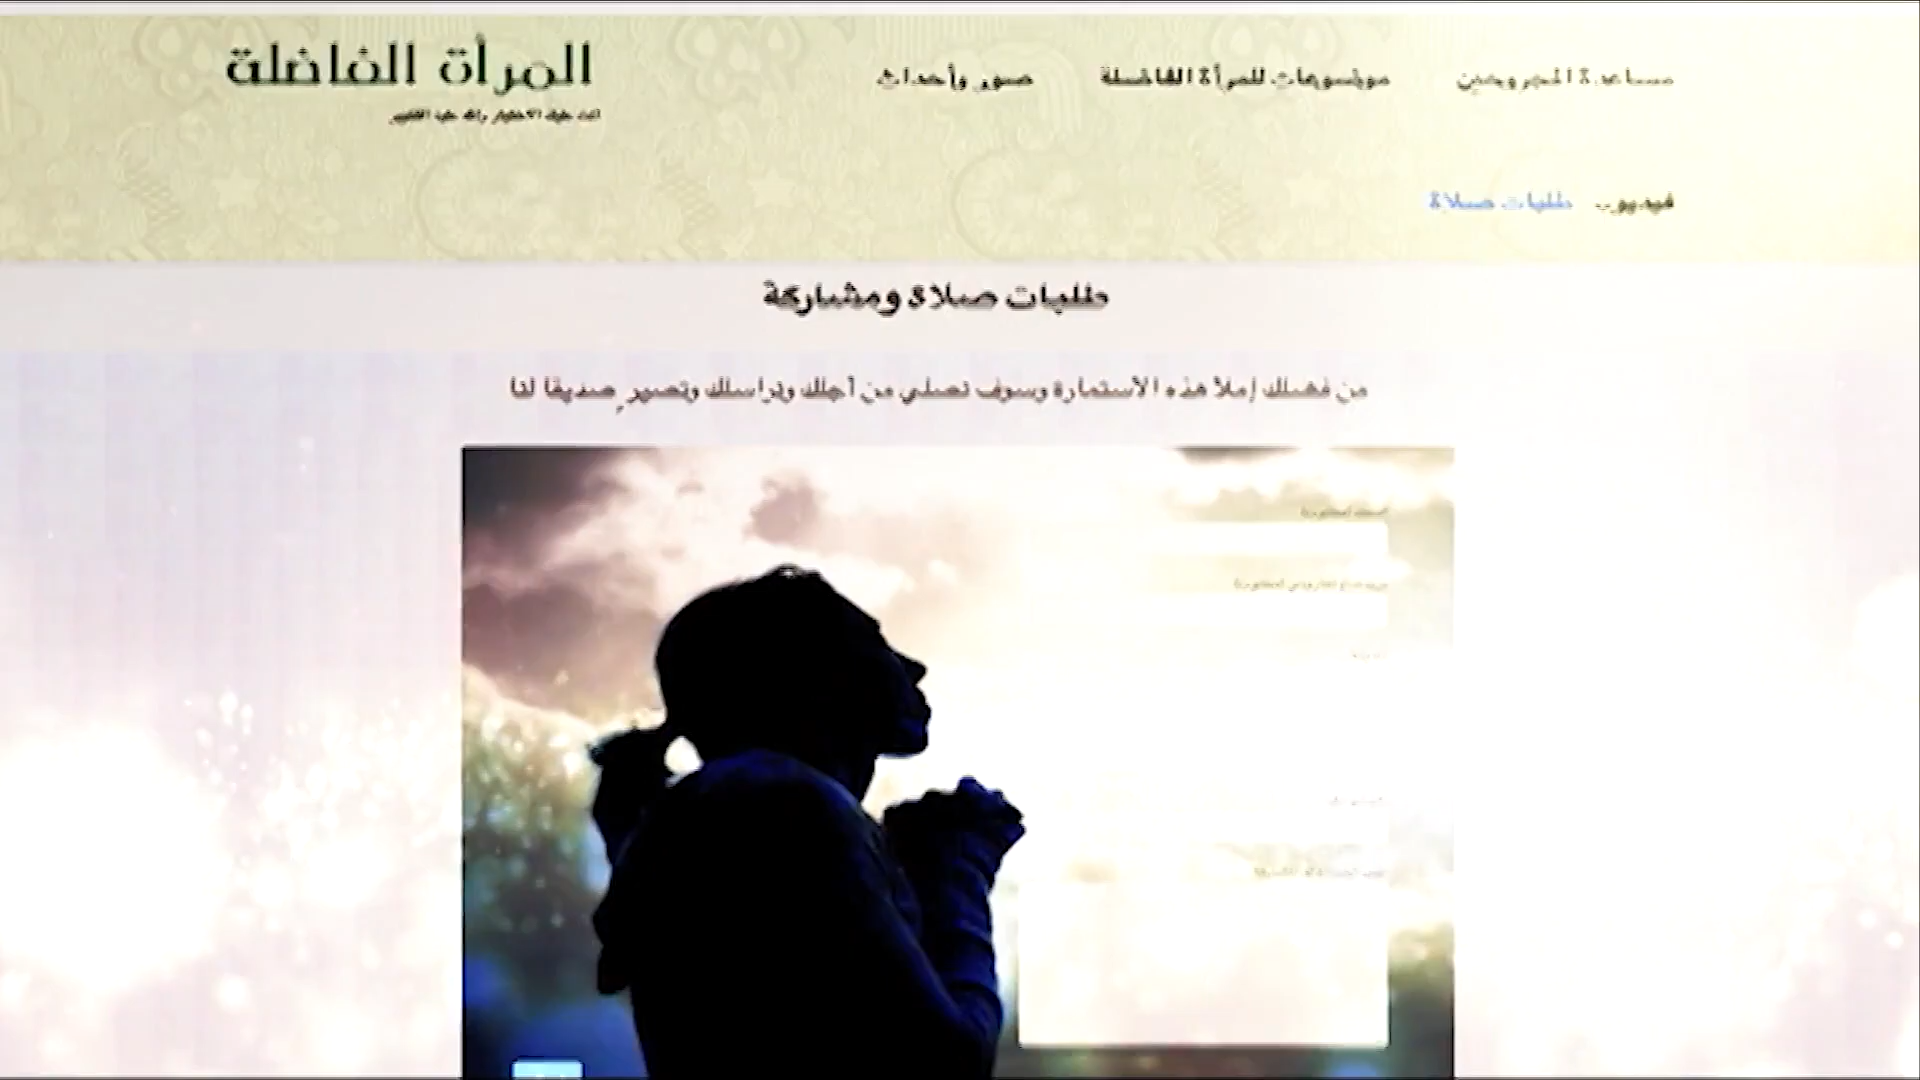 المرأة الفاضلة
مساعدة المجروحين
موضوعات للمرأة الفاضلة
صور وأحداث
فيديو
طلبات صلاة
طلبات صلاة ومشاركة
من فضلك إملأ هذه الأستمارة وسوف نصلي من أجلك ونراسلك وتصير صديقا لنا